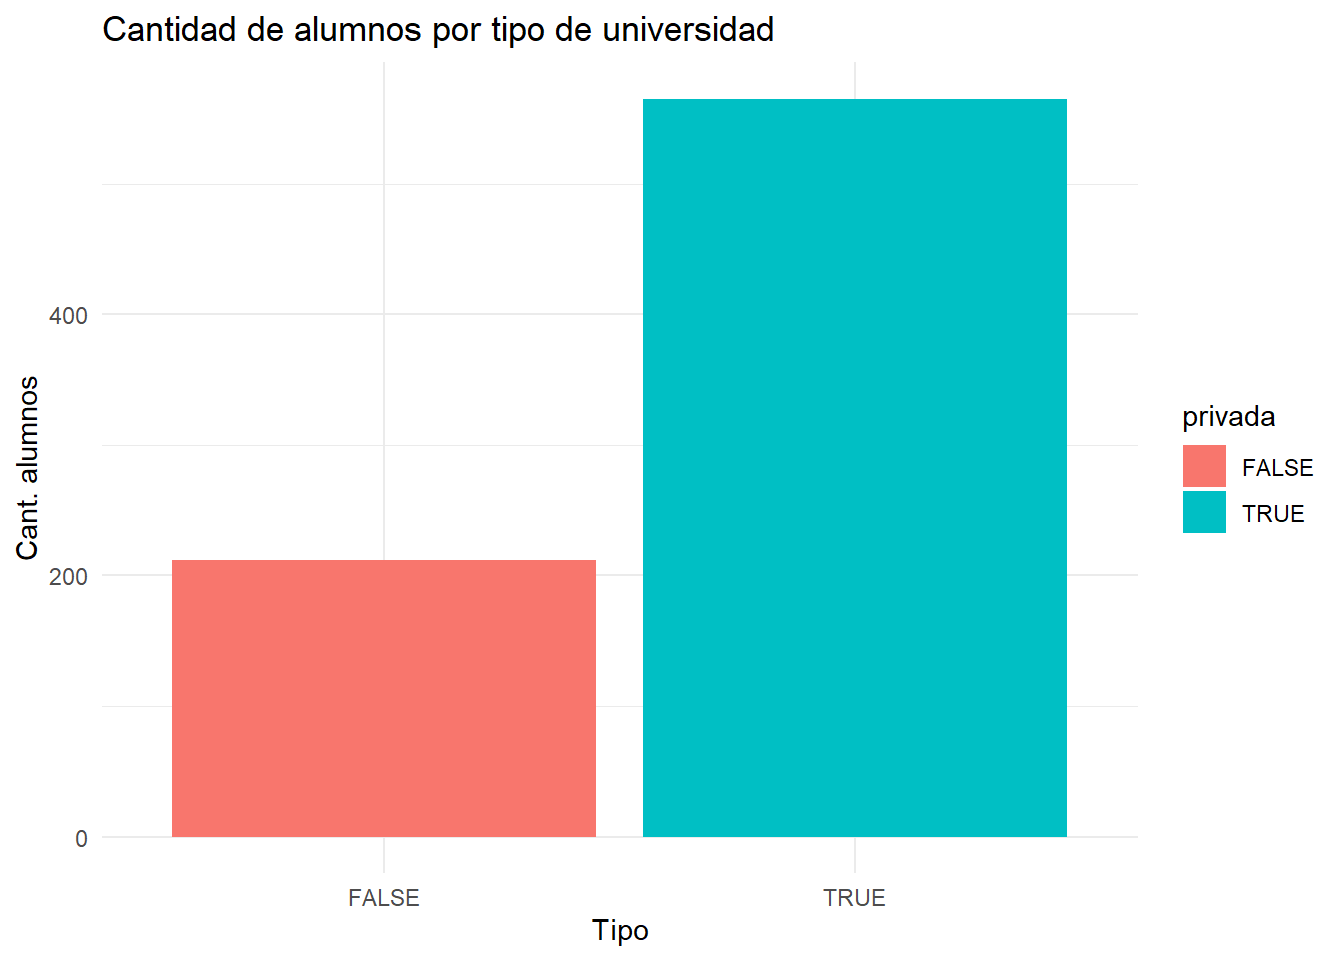 Cantidad de alumnos por tipo de universidad
Cant. alumnos
400
200
0
FALSE
TRUE
Tipo
privada
FALSE
TRUE